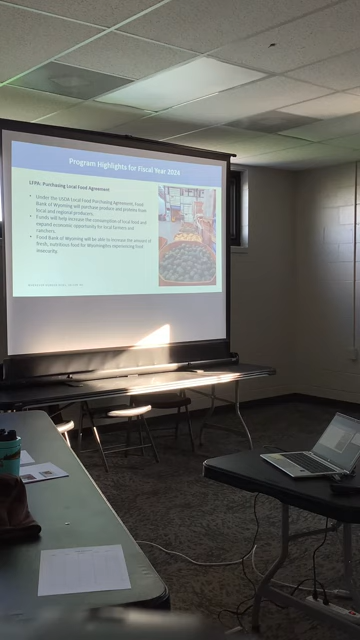 Program Highlights for Fiscal Year 2024
LFPA: Purchasing Local Food Agreement
Under the USDA Local Food Purchasing Agreement, Food
Bank of Wyoming will purchase produce and proteins from
local and regional producers.
Funds will help increase the consumption of local food and
expand economic opportunity for local farmers and
ranchers.
Food Bank of Wyoming will be able to increase the amount of
fresh, nutritious food for Wyomingites experiencing food
insecurity.